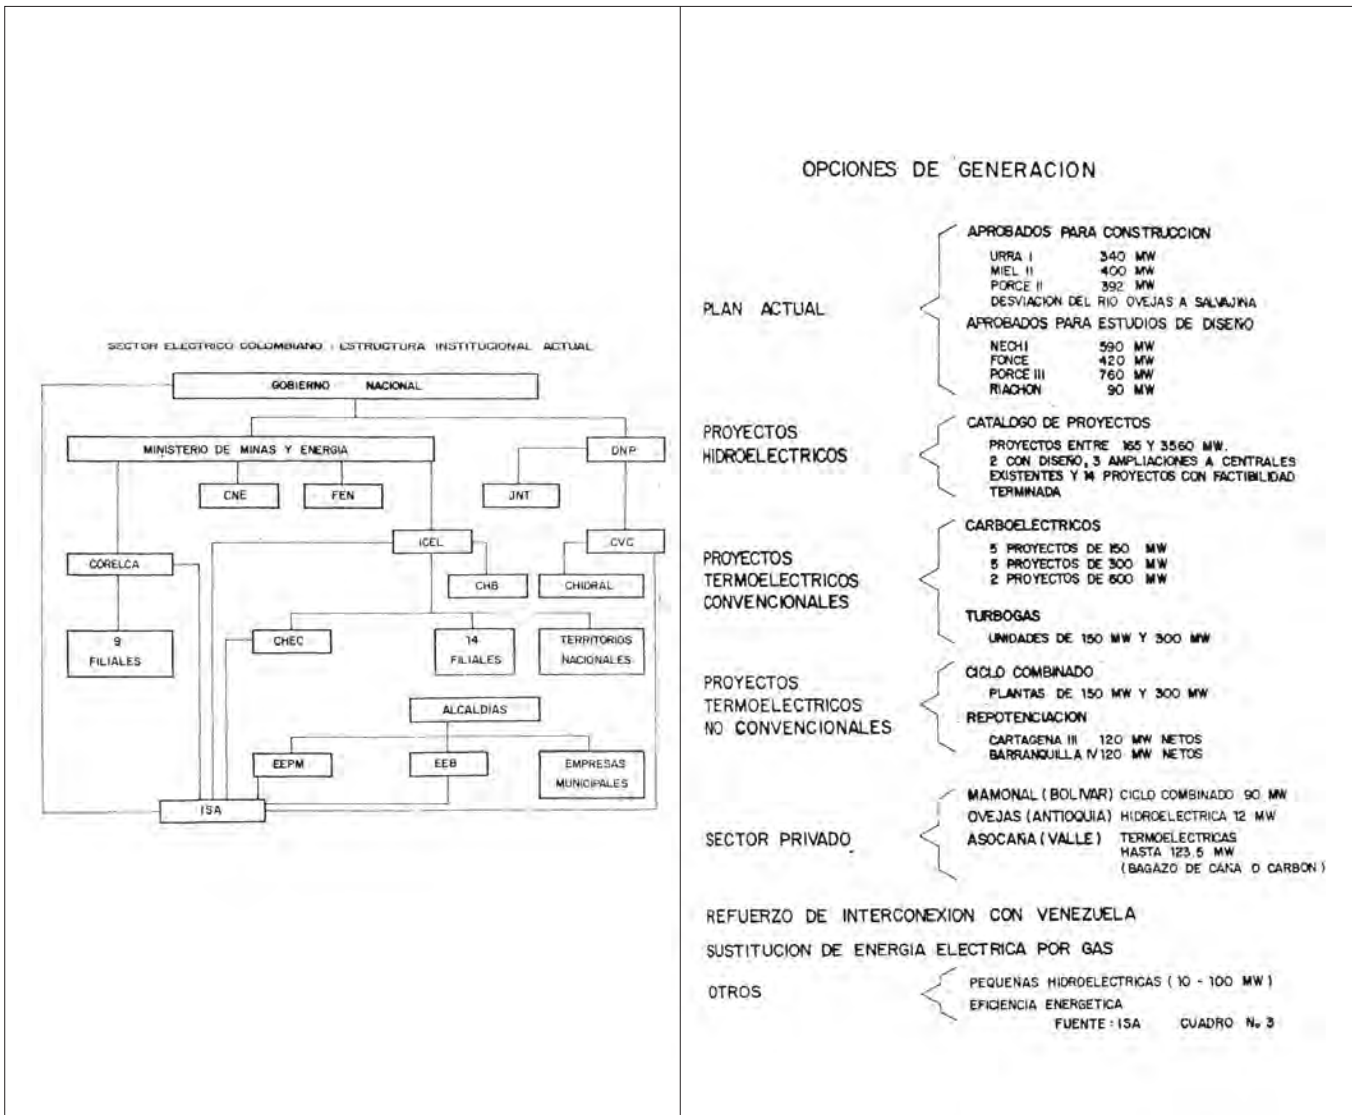 SECTOR ELECTRICO COLOMBIANO : ESTRUCTURA INSTITUCIONAL ACTUAL
GOBIERNO NACIONAL
MINISTERIO DE MINAS Y ENERGIA
DNP
CNE
FEN
JNT
ICEL
CVC
CORELCA
CHB
CHIDRAL
CHEC
9
FILIALES
14
FILIALES
TERRITORIOS
NACIONALES
ALCALDIAS
EEPM
EEB
EMPRESAS
MUNICIPALES
ISA
OPCIONES DE GENERACION
PLAN ACTUAL
APROBADOS PARA CONSTRUCCION
URRA I 340 MW
MIEL II 400 MW
PORCE II 392 MW
DESVIACION DEL RIO OVEJAS A SALVAJINA
APROBADOS PARA ESTUDIOS DE DISEÑO
NECHI 590 MW
FONCE 420 MW
PORCE III 760 MW
RIACHON 90 MW
PROYECTOS
HIDROELECTRICOS
CATALOGO DE PROYECTOS
PROYECTOS ENTRE 165 Y 3560 MW.
2 CON DISEÑO, 3 AMPLIACIONES A CENTRALES
EXISTENTES Y 14 PROYECTOS CON FACTIBILIDAD
TERMINADA
PROYECTOS
TERMOELECTRICOS
CONVENCIONALES
CARBOELECTRICOS
5 PROYECTOS DE 150 MW
5 PROYECTOS DE 300 MW
2 PROYECTOS DE 600 MW
TURBOGAS
UNIDADES DE 150 MW Y 300 MW
PROYECTOS
TERMOELECTRICOS
NO CONVENCIONALES
CICLO COMBINADO
PLANTAS DE 150 MW Y 300 MW
REPOTENCIACION
CARTAGENA III 120 MW NETOS
BARRANQUILLA IV 120 MW NETOS
SECTOR PRIVADO
MAMONAL (BOLIVAR) CICLO COMBINADO 90 MW
OVEJAS (ANTIOQUIA) HIDROELECTRICA 12 MW
ASOCAÑA (VALLE) TERMOELECTRICAS
HASTA 123.5 MW
(BAGAZO DE CAÑA O CARBON)
REFUERZO DE INTERCONEXION CON VENEZUELA
SUSTITUCION DE ENERGIA ELECTRICA POR GAS
OTROS
PEQUEÑAS HIDROELECTRICAS (10 - 100 MW)
EFICIENCIA ENERGETICA
FUENTE : ISA CUADRO No 3